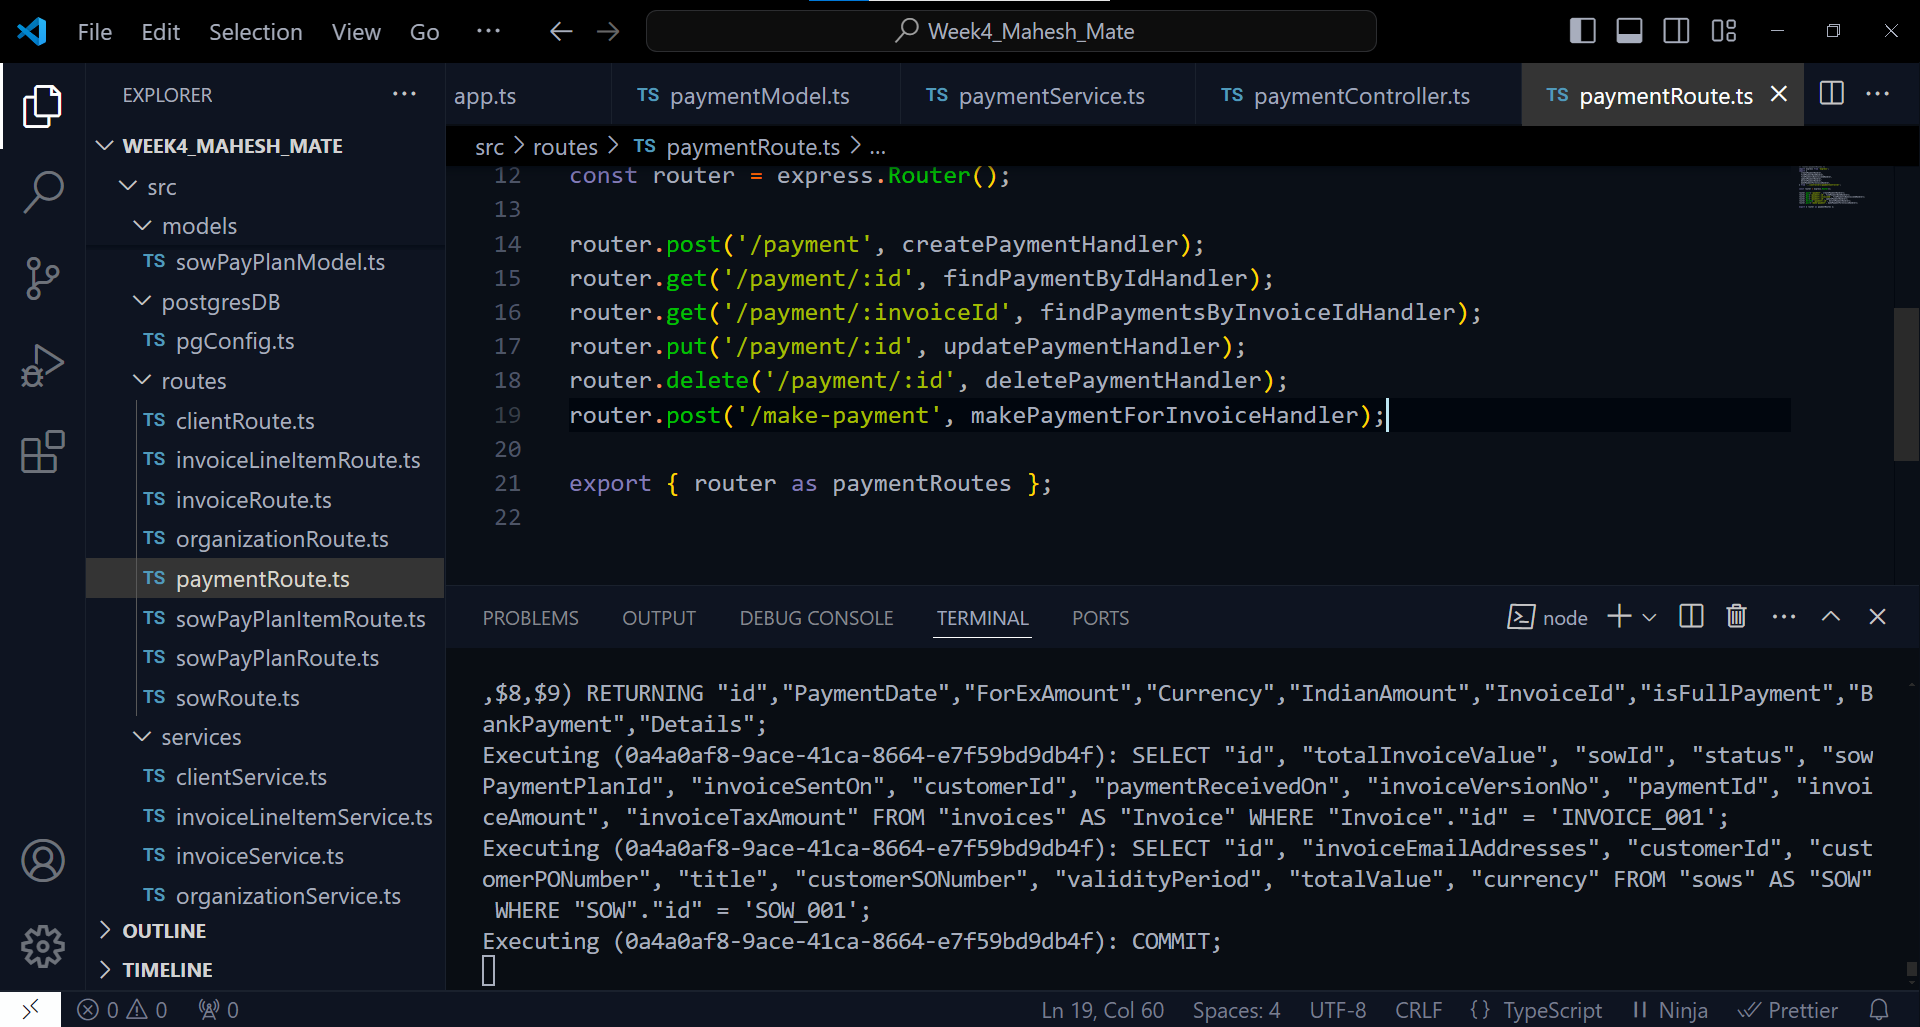 File Edit Selection View Go ··· Week4_Mahesh_Mate
EXPLORER ···
WEEK4_MAHESH_MATE
src
models
TS sowPayPlanModel.ts
postgresDB
TS pgConfig.ts
routes
TS clientRoute.ts
TS invoiceLineItemRoute.ts
TS invoiceRoute.ts
TS organizationRoute.ts
TS paymentRoute.ts
TS sowPayPlanItemRoute.ts
TS sowPayPlanRoute.ts
TS sowRoute.ts
services
TS clientService.ts
TS invoiceLineItemService.ts
TS invoiceService.ts
TS organizationService.ts
OUTLINE
TIMELINE
app.ts TS paymentModel.ts TS paymentService.ts TS paymentController.ts TS paymentRoute.ts
src > routes > TS paymentRoute.ts > ...
12 const router = express.Router();
13
14 router.post('/payment', createPaymentHandler);
15 router.get('/payment/:id', findPaymentByIdHandler);
16 router.get('/payment/:invoiceId', findPaymentsByInvoiceIdHandler);
17 router.put('/payment/:id', updatePaymentHandler);
18 router.delete('/payment/:id', deletePaymentHandler);
19 router.post('/make-payment', makePaymentForInvoiceHandler);
20
21 export { router as paymentRoutes };
22
PROBLEMS OUTPUT DEBUG CONSOLE TERMINAL PORTS node
,$8,$9) RETURNING "id","PaymentDate","ForExAmount","Currency","IndianAmount","InvoiceId","isFullPayment","B
ankPayment","Details";
Executing (0a4a0af8-9ace-41ca-8664-e7f59bd9db4f): SELECT "id", "totalInvoiceValue", "sowId", "status", "sow
PaymentPlanId", "invoiceSentOn", "customerId", "paymentReceivedOn", "invoiceVersionNo", "paymentId", "invoi
ceAmount", "invoiceTaxAmount" FROM "invoices" AS "Invoice" WHERE "Invoice"."id" = 'INVOICE_001';
Executing (0a4a0af8-9ace-41ca-8664-e7f59bd9db4f): SELECT "id", "invoiceEmailAddresses", "customerId", "cust
omerPONumber", "title", "customerSONumber", "validityPeriod", "totalValue", "currency" FROM "sows" AS "SOW"
 WHERE "SOW"."id" = 'SOW_001';
Executing (0a4a0af8-9ace-41ca-8664-e7f59bd9db4f): COMMIT;
0 0 0 Ln 19, Col 60 Spaces: 4 UTF-8 CRLF {} TypeScript Ninja Prettier